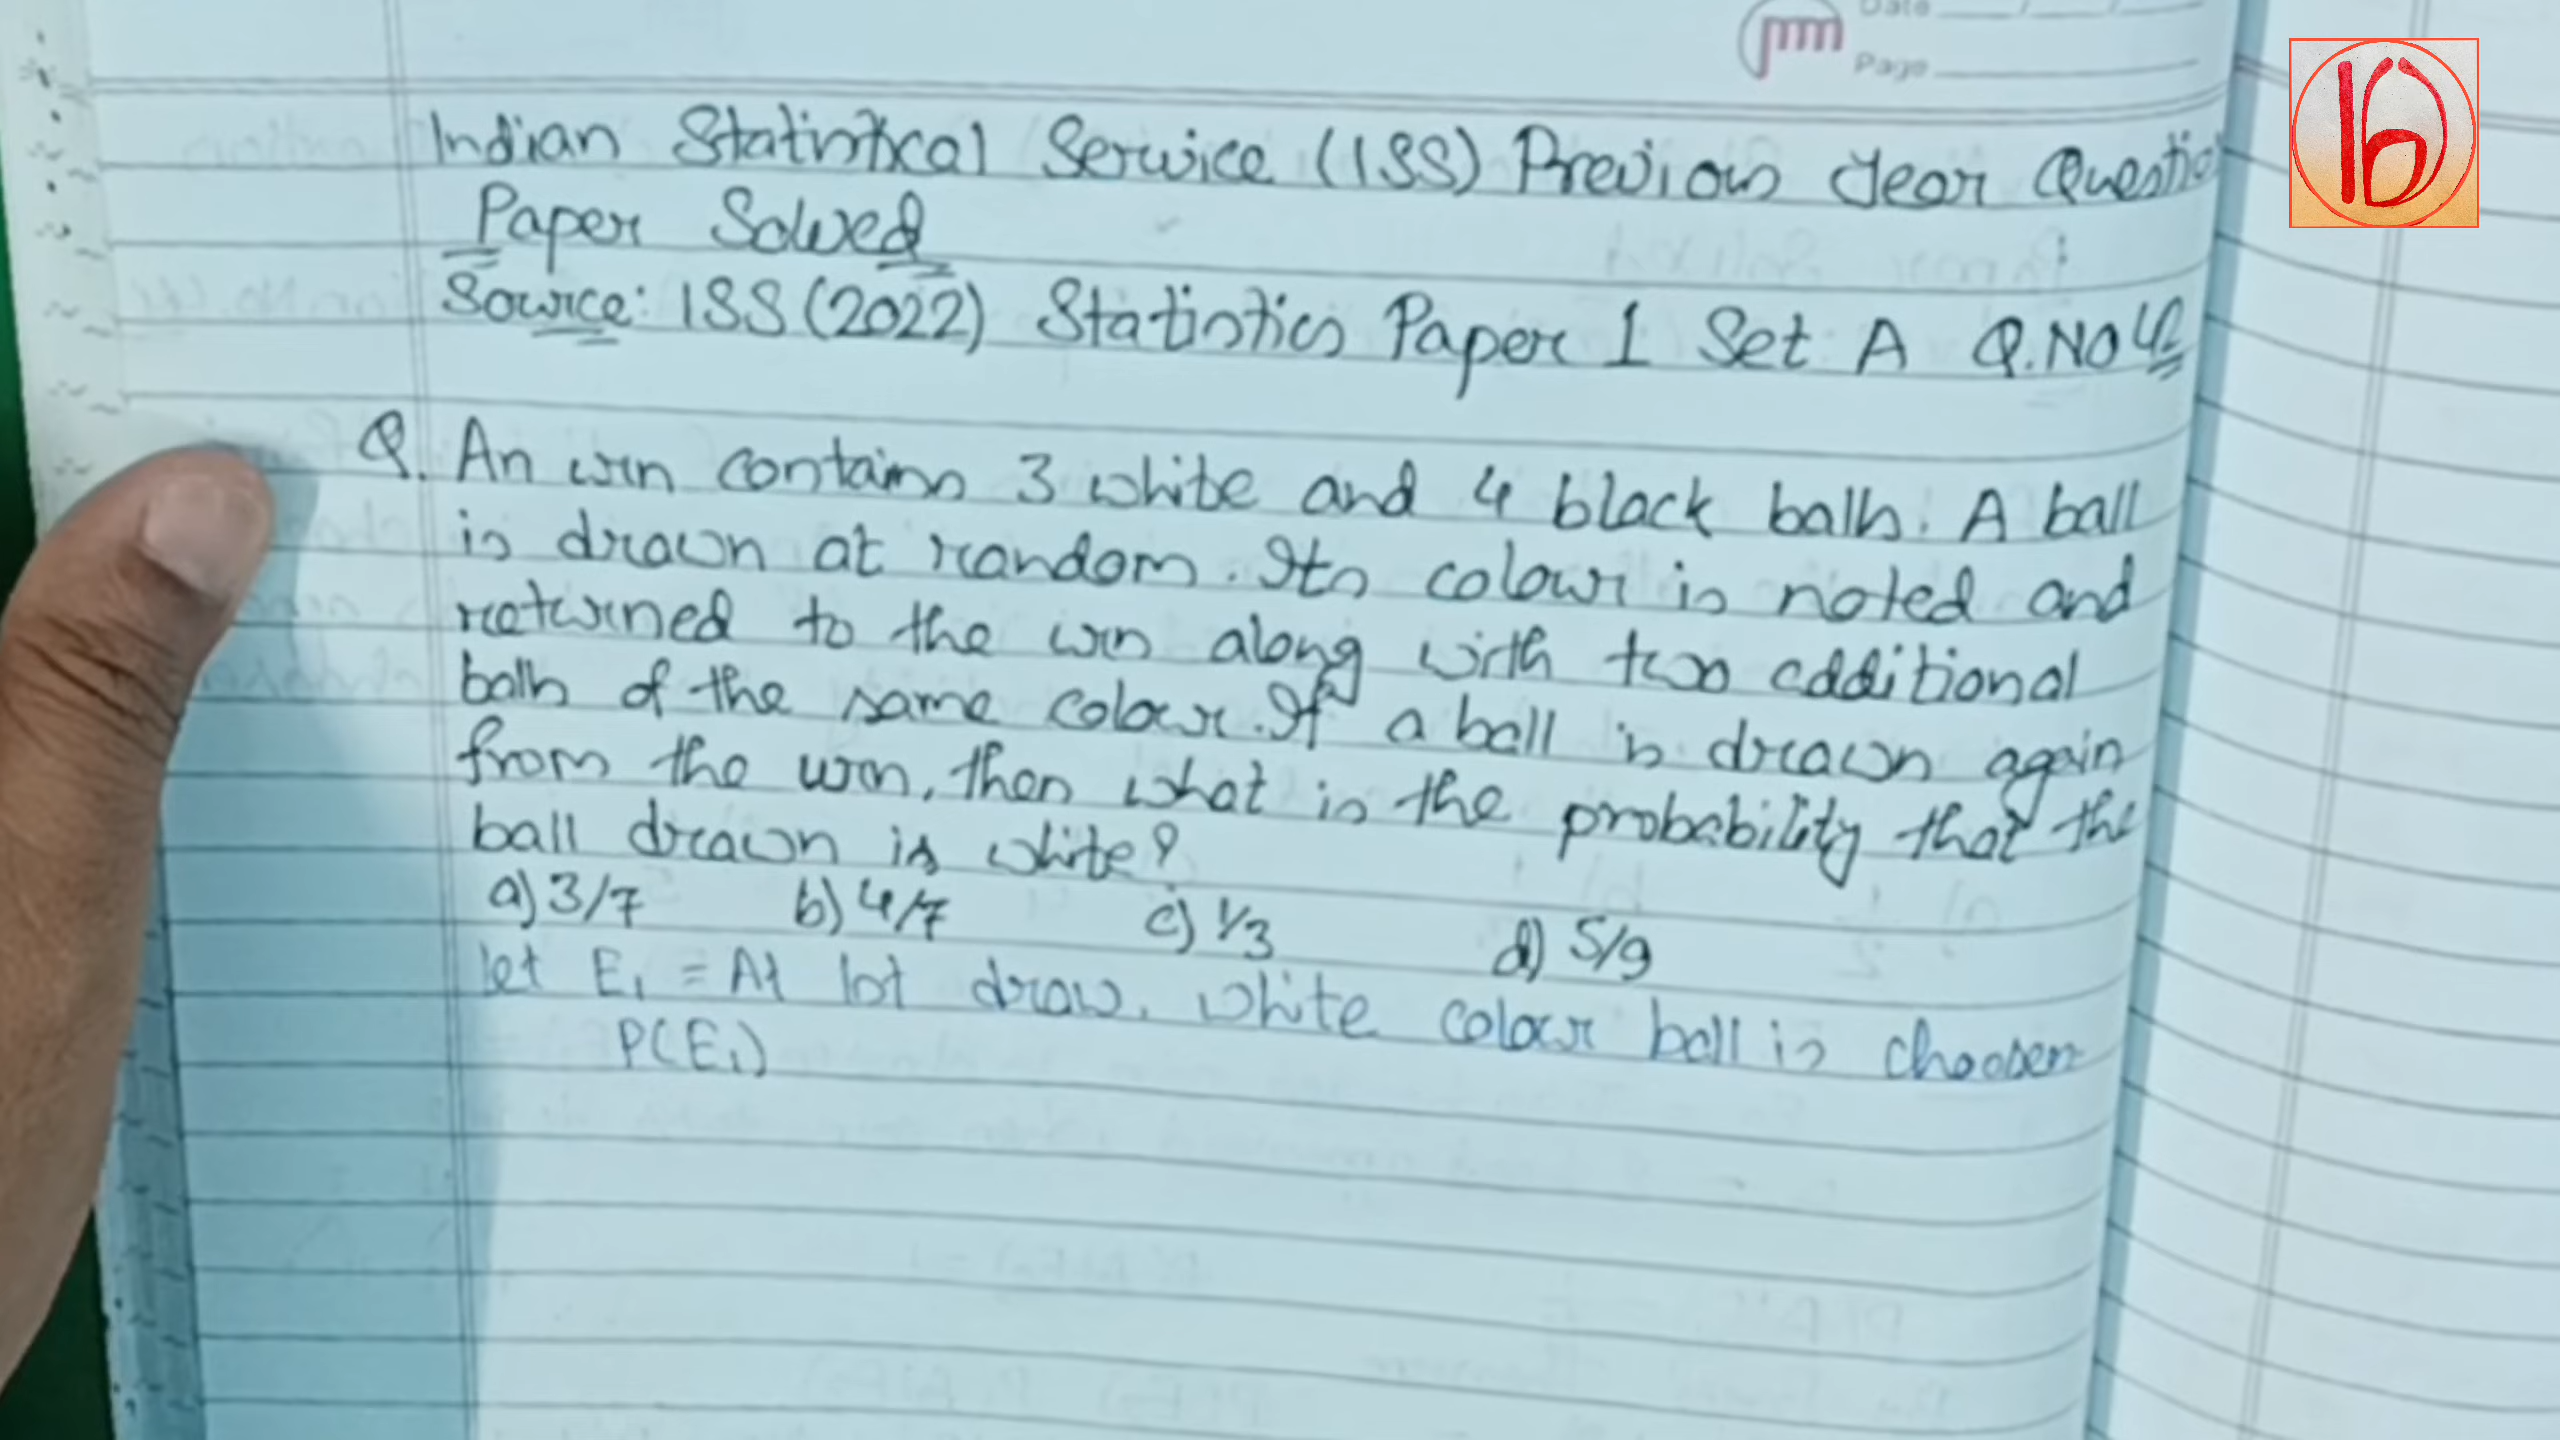 Date
Page
Indian Statistical Service (ISS) Previous Year Question
Paper Solved
Source: ISS (2022) Statistics Paper 1 Set A Q.No 42
Q. An urn contains 3 white and 4 black balls. A ball
is drawn at random. Its colour is noted and
returned to the urn along with two additional
balls of the same colour. If a ball is drawn again
from the urn, then what is the probability that the
ball drawn is white?
a) 3/7 b) 4/7 c) 1/3 d) 5/9
let E₁ = At 1st draw, white colour ball is choosen
P(E₁)